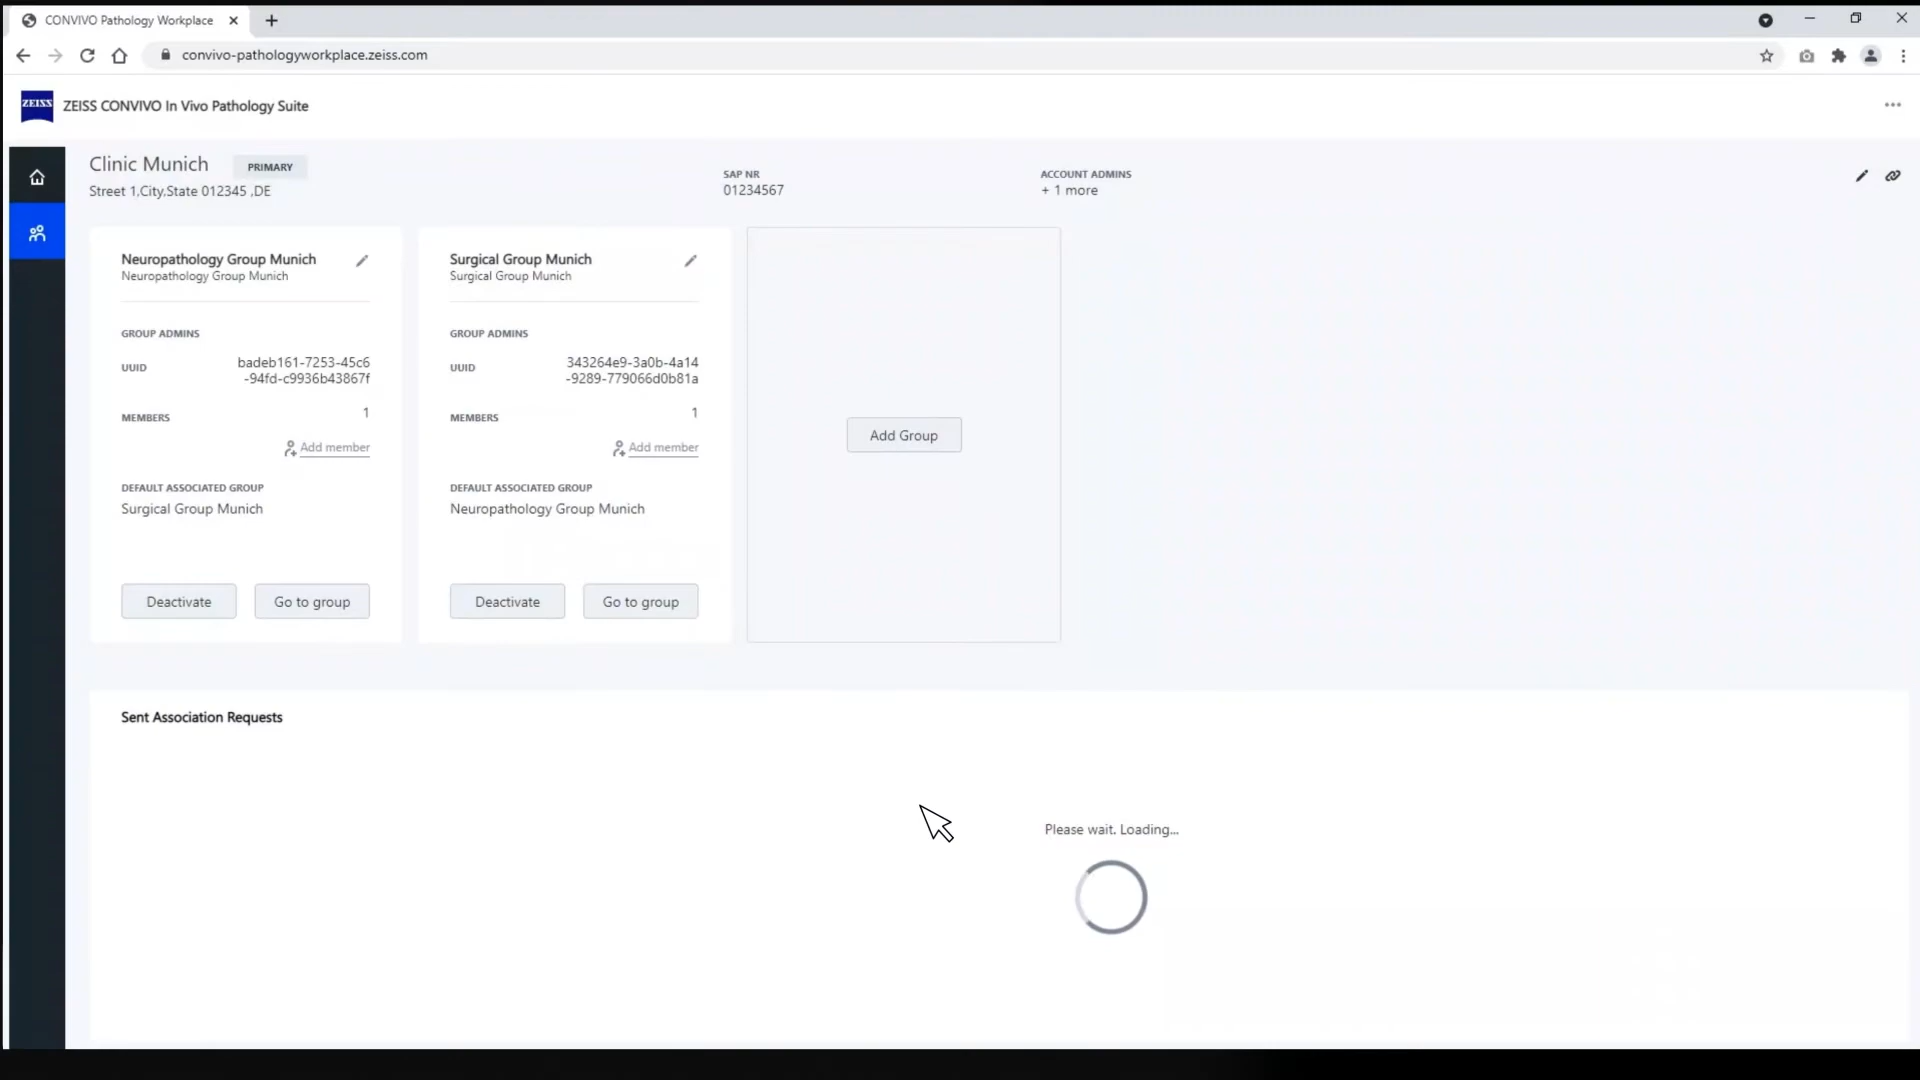 CONVIVO Pathology Workplace
convivo-pathologyworkplace.zeiss.com
ZEISS
ZEISS CONVIVO In Vivo Pathology Suite
Clinic Munich
PRIMARY
Street 1,City,State 012345 ,DE
SAP NR
01234567
ACCOUNT ADMINS
+ 1 more
Neuropathology Group Munich
Neuropathology Group Munich
GROUP ADMINS
UUID
badeb161-7253-45c6
-94fd-c9936b43867f
MEMBERS
1
Add member
DEFAULT ASSOCIATED GROUP
Surgical Group Munich
Deactivate
Go to group
Surgical Group Munich
Surgical Group Munich
GROUP ADMINS
UUID
343264e9-3a0b-4a14
-9289-779066d0b81a
MEMBERS
1
Add member
DEFAULT ASSOCIATED GROUP
Neuropathology Group Munich
Deactivate
Go to group
Add Group
Sent Association Requests
Please wait. Loading...